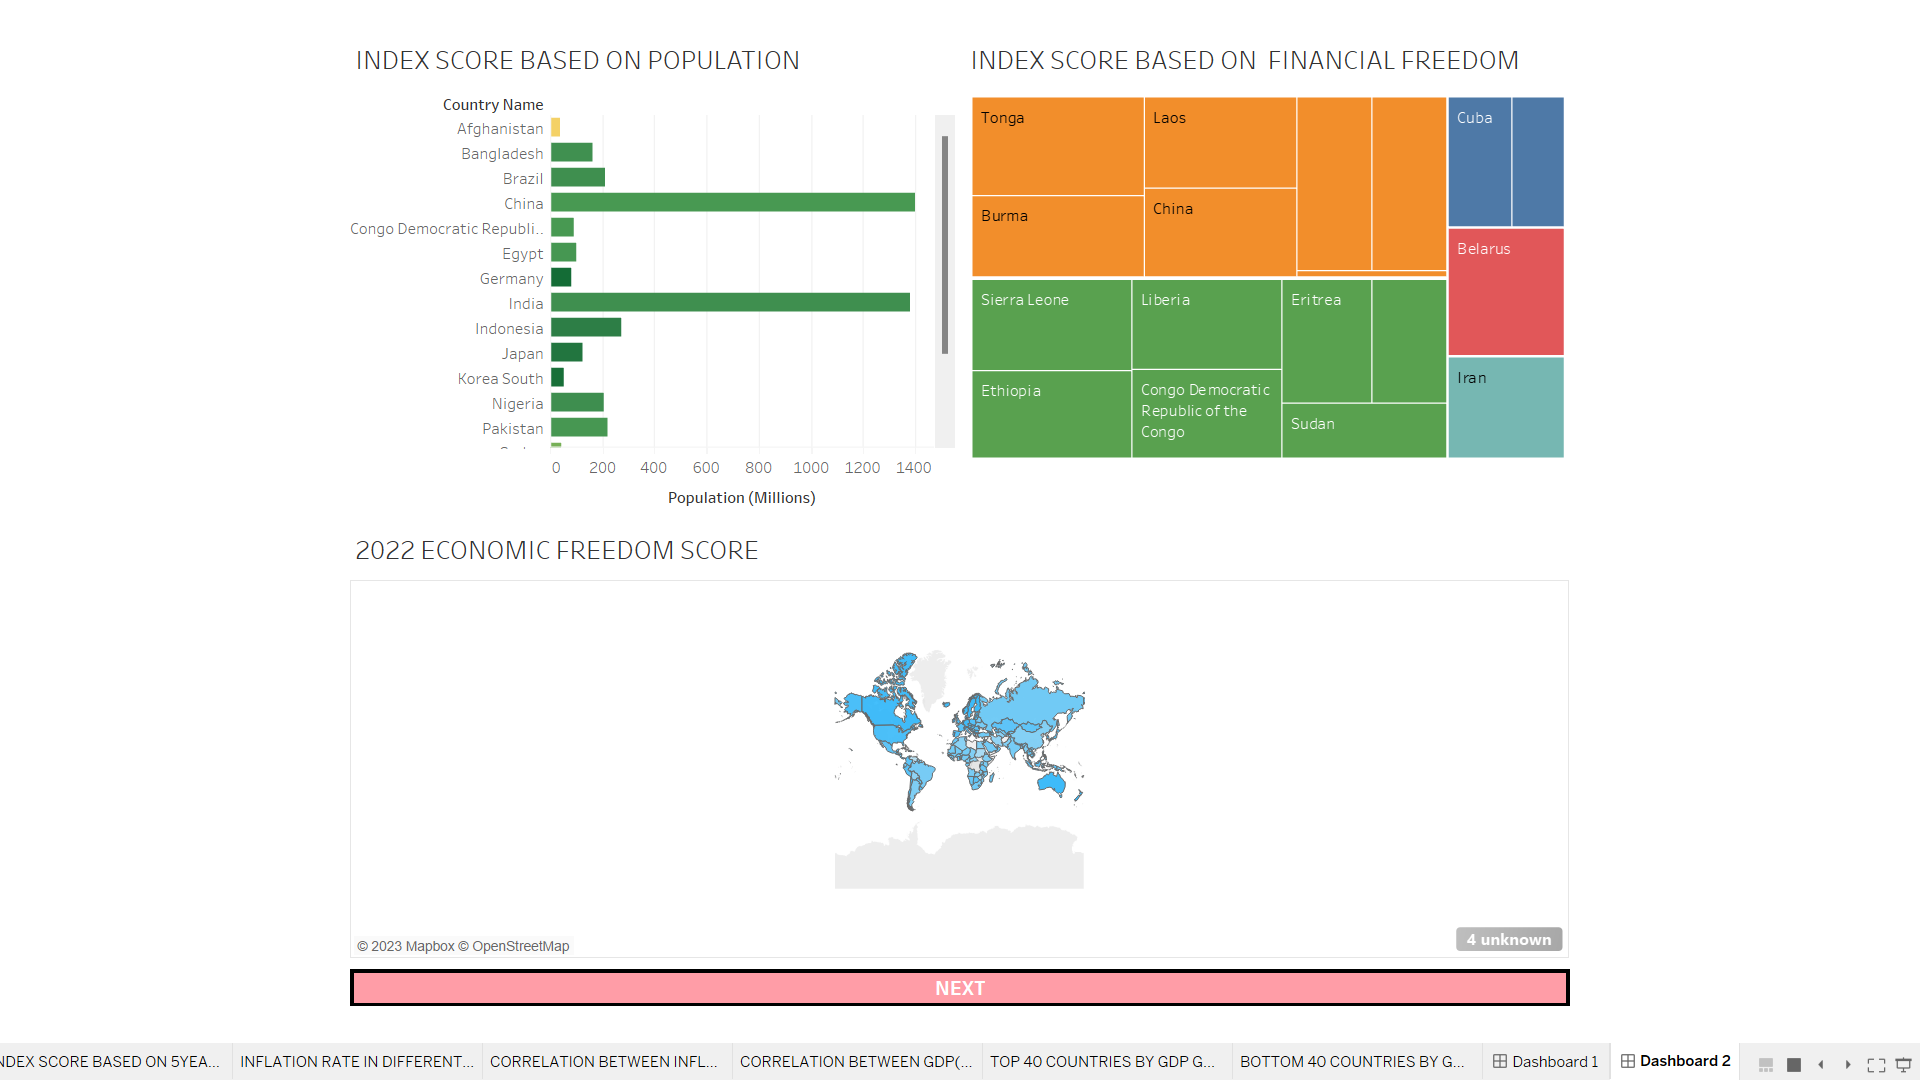 INDEX SCORE BASED ON POPULATION
Country Name
Afghanistan
Bangladesh
Brazil
China
Congo Democratic Republi..
Egypt
Germany
India
Indonesia
Japan
Korea South
Nigeria
Pakistan
0 200 400 600 800 1000 1200 1400
Population (Millions)
INDEX SCORE BASED ON FINANCIAL FREEDOM
Tonga
Laos
Cuba
Burma
China
Belarus
Sierra Leone
Liberia
Eritrea
Iran
Ethiopia
Congo Democratic
Republic of the
Congo
Sudan
2022 ECONOMIC FREEDOM SCORE
© 2023 Mapbox © OpenStreetMap
4 unknown
NEXT
NDEX SCORE BASED ON 5YEA... INFLATION RATE IN DIFFERENT... CORRELATION BETWEEN INFL... CORRELATION BETWEEN GDP(... TOP 40 COUNTRIES BY GDP G... BOTTOM 40 COUNTRIES BY G... Dashboard 1 Dashboard 2